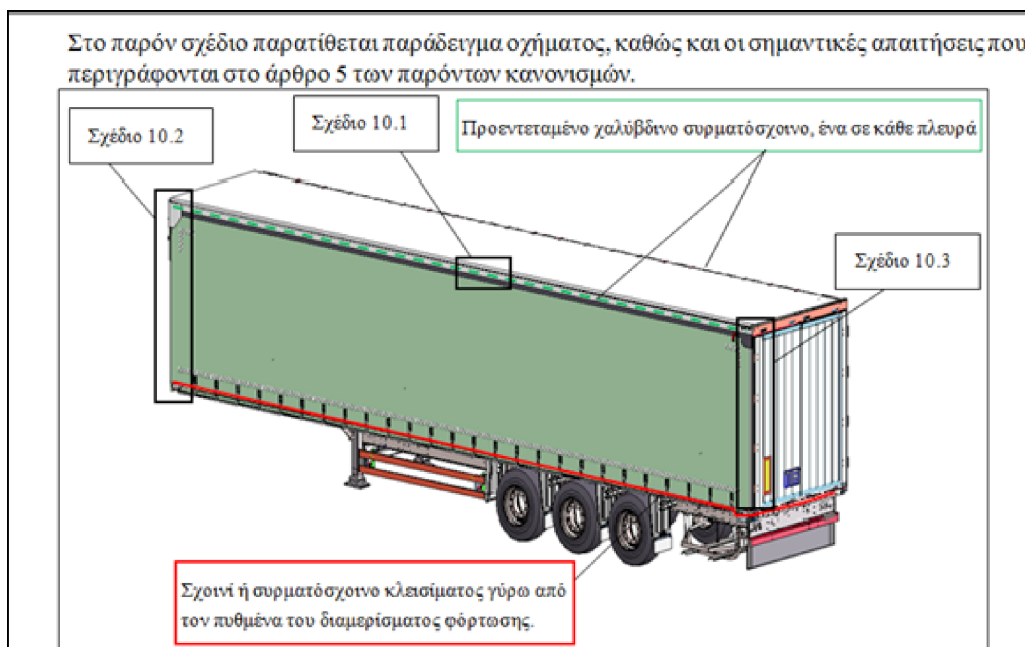 Στο παρόν σχέδιο παρατίθεται παράδειγμα οχήματος, καθώς και οι σημαντικές απαιτήσεις που
περιγράφονται στο άρθρο 5 των παρόντων κανονισμών.
Σχέδιο 10.2
Σχέδιο 10.1
Προεντεταμένο χαλύβδινο συρματόσχοινο, ένα σε κάθε πλευρά
Σχέδιο 10.3
Σχοινί ή συρματόσχοινο κλεισίματος γύρω από
τον πυθμένα του διαμερίσματος φόρτωσης.